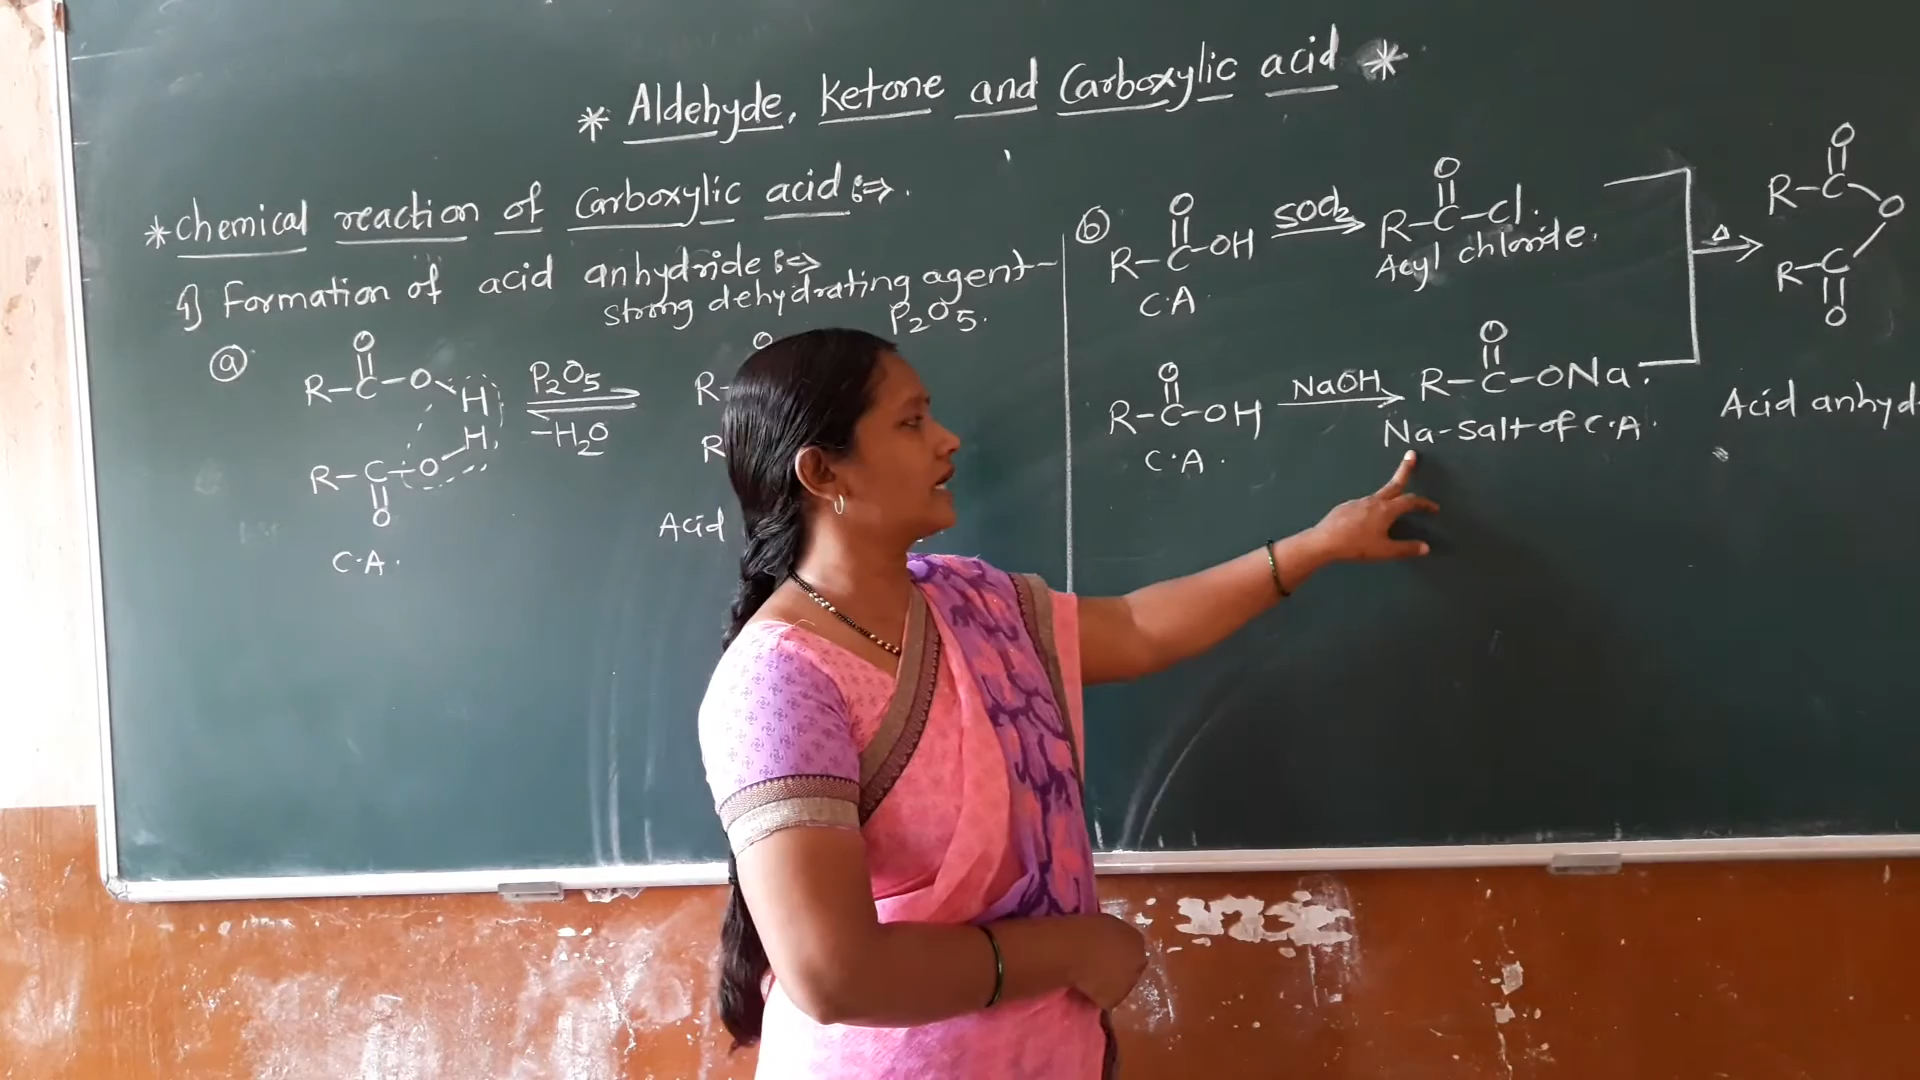 * Aldehyde, Ketone and Carboxylic acid *
* Chemical reaction of Carboxylic acid :⇒.
1] Formation of acid anhydride :⇒
strong dehydrating agent-
P2O5.
ⓐ
O
R-C-O-H
P2O5
-H2O
H
R-C-O
O
C.A.
O
R-
R
Acid
ⓑ
O
R-C-OH
SOCl2
O
R-C-Cl.
C.A
Acyl chloride.
O
R-C-OH
NaOH
O
R-C-ONa.
C.A.
Na-salt of C.A.
Δ
O
R-C
O
R-C
O
Acid anhyd